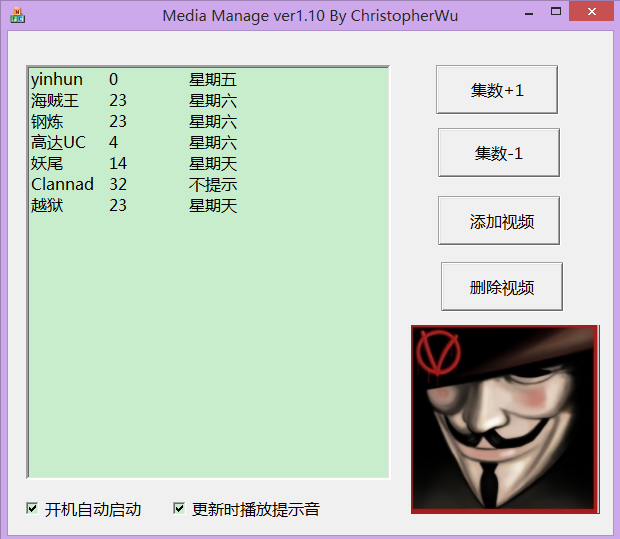 Media Manage ver1.10 By ChristopherWu
yinhun 0 星期五
海贼王 23 星期六
钢炼 23 星期六
高达UC 4 星期六
妖尾 14 星期天
Clannad 32 不提示
越狱 23 星期天
集数+1
集数-1
添加视频
删除视频
开机自动启动 更新时播放提示音